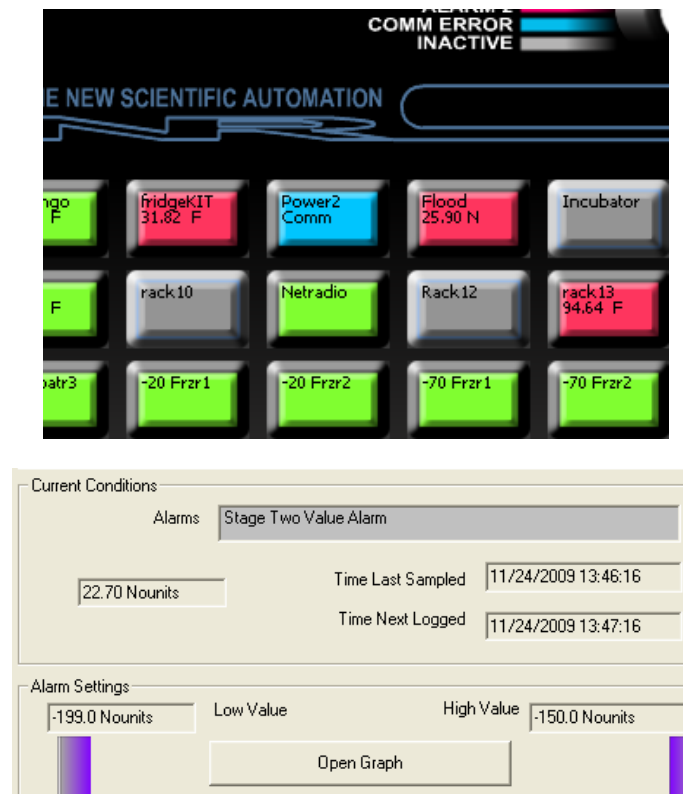 ALARM 2
COMM ERROR
INACTIVE
E NEW SCIENTIFIC AUTOMATION
ngo
F
fridgeKIT
31.82 F
Power2
Comm
Flood
25.90 N
Incubator
F
rack10
Netradio
Rack12
rack13
94.64 F
patr3
-20 Frzr1
-20 Frzr2
-70 Frzr1
-70 Frzr2
Current Conditions
Alarms Stage Two Value Alarm
22.70 Nounits
Time Last Sampled 11/24/2009 13:46:16
Time Next Logged 11/24/2009 13:47:16
Alarm Settings
-199.0 Nounits Low Value High Value -150.0 Nounits
Open Graph